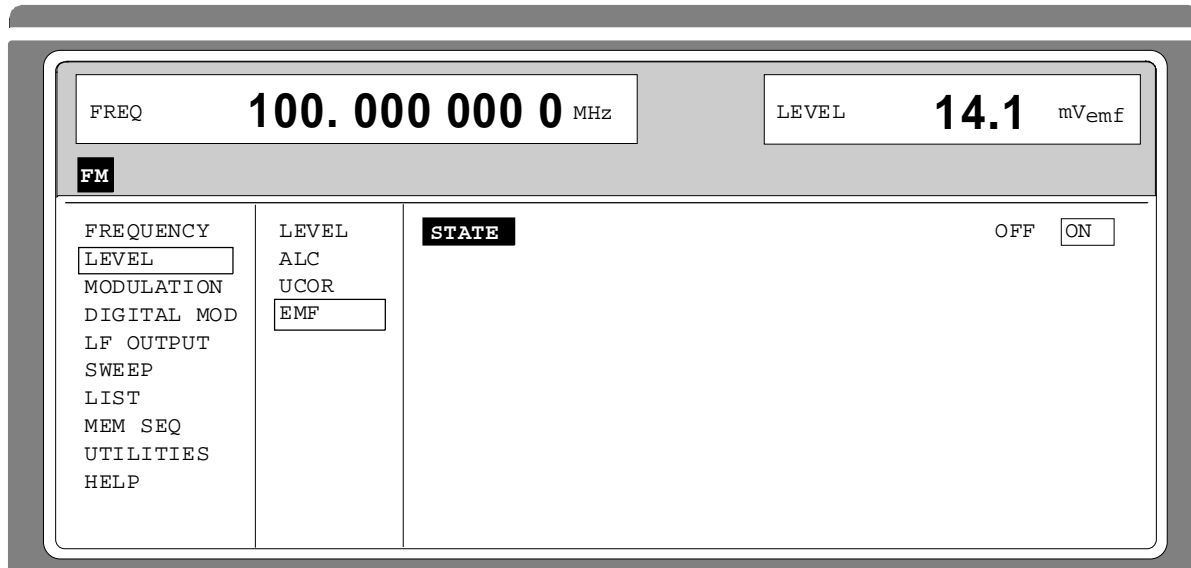 FREQ 100. 000 000 0 MHz LEVEL 14.1 mVemf
FM
FREQUENCY LEVEL STATE OFF ON
LEVEL ALC
MODULATION UCOR
DIGITAL MOD EMF
LF OUTPUT
SWEEP
LIST
MEM SEQ
UTILITIES
HELP